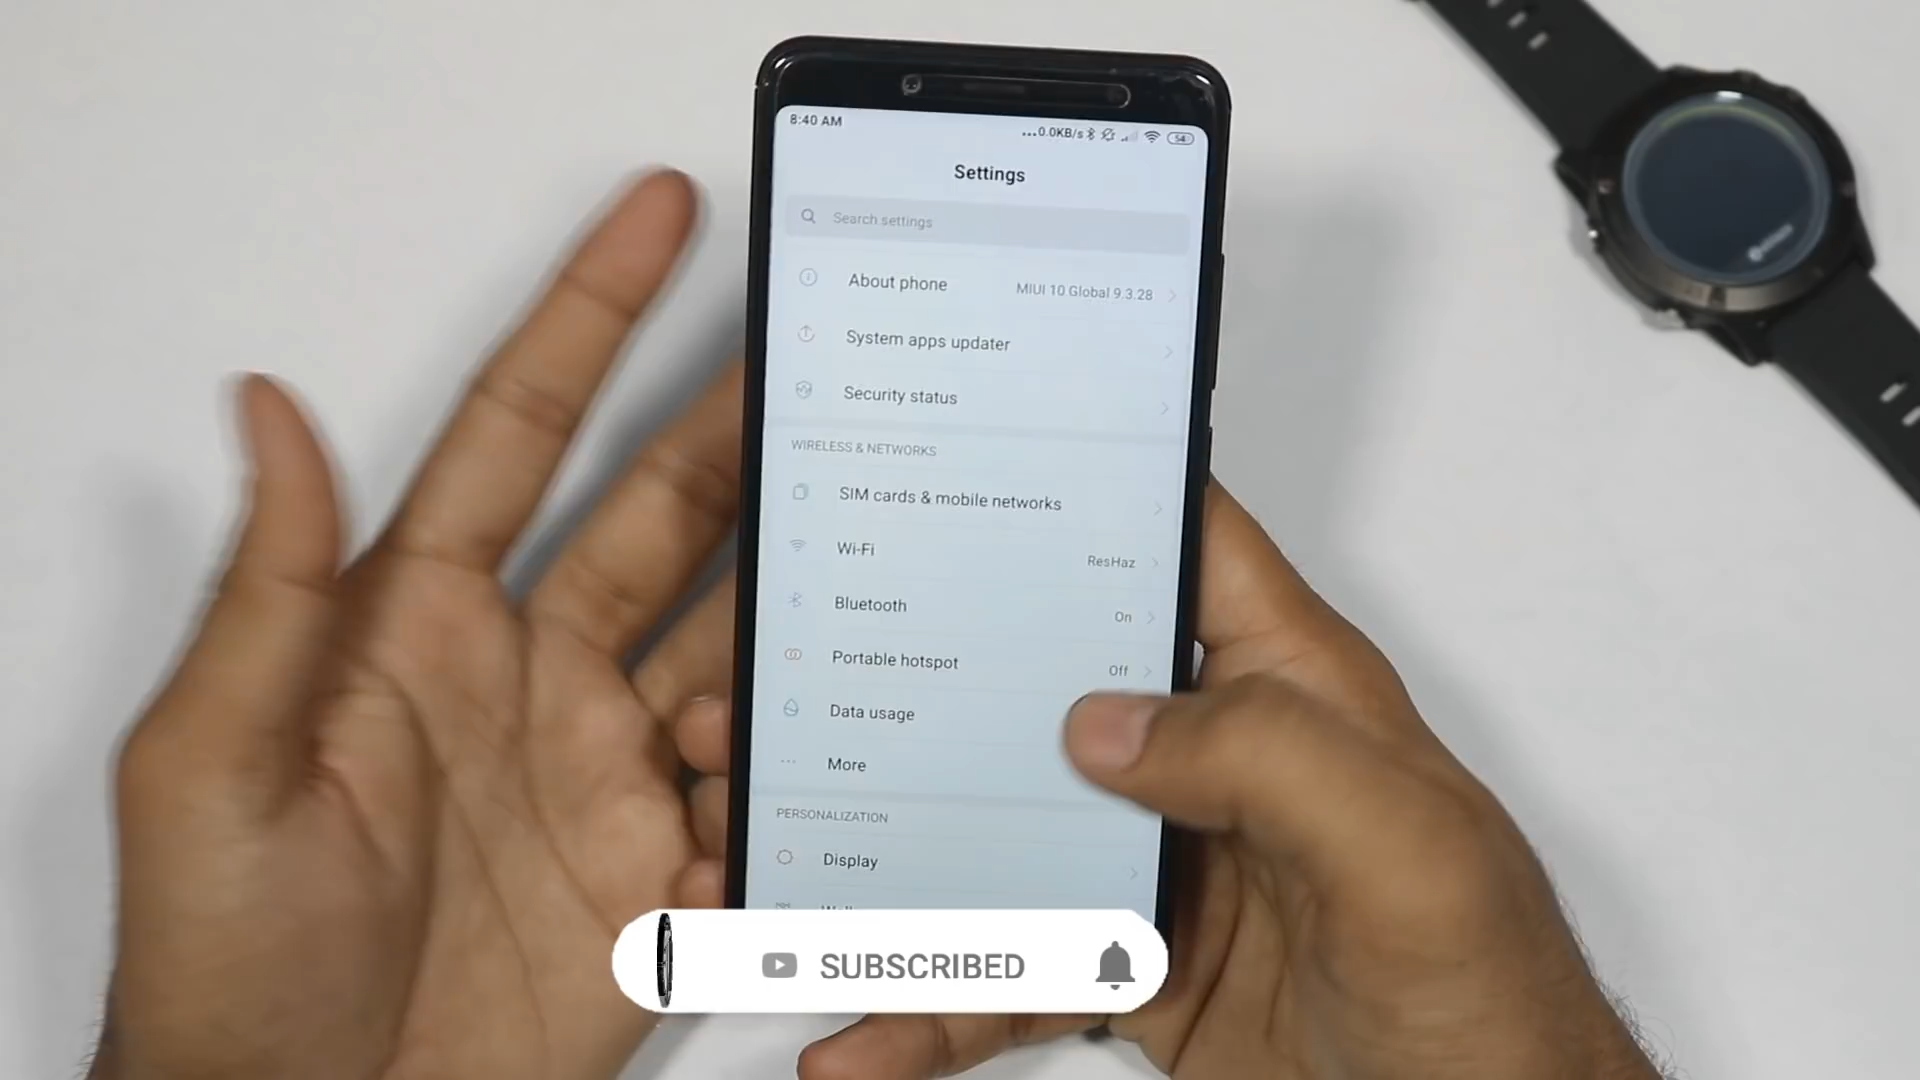 8:40 AM
...0.0KB/s 54
Settings
Search settings
About phone MIUI 10 Global 9.3.28
System apps updater
Security status
WIRELESS & NETWORKS
SIM cards & mobile networks
Wi-Fi ResHaz
Bluetooth On
Portable hotspot Off
Data usage
More
PERSONALIZATION
Display
SUBSCRIBED